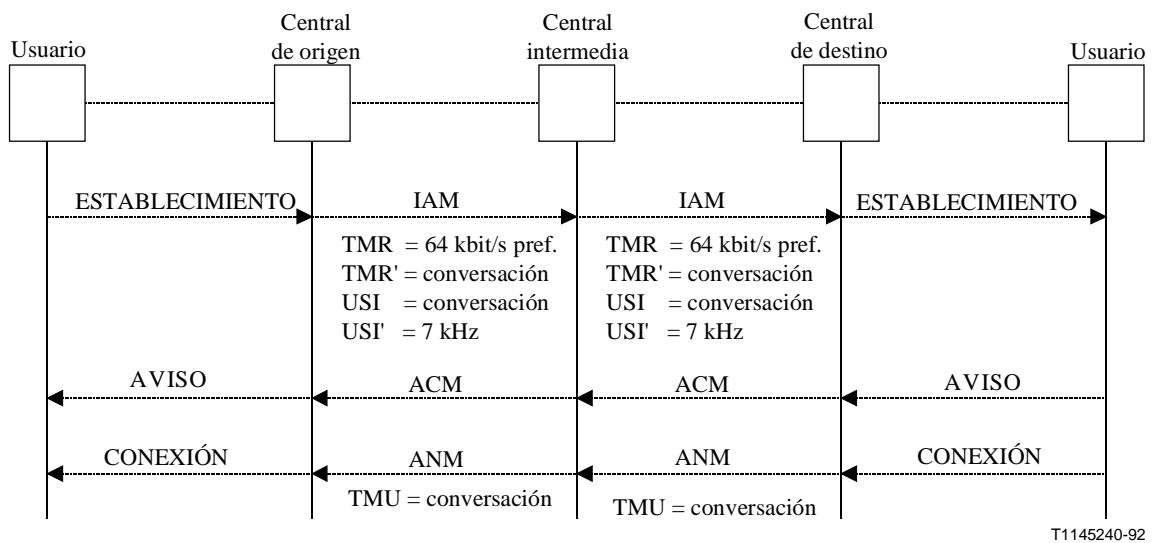 Usuario
Central
de origen
Central
intermedia
Central
de destino
Usuario
ESTABLECIMIENTO
IAM
IAM
ESTABLECIMIENTO
TMR = 64 kbit/s pref.
TMR' = conversación
USI = conversación
USI' = 7 kHz
TMR = 64 kbit/s pref.
TMR' = conversación
USI = conversación
USI' = 7 kHz
AVISO
ACM
ACM
AVISO
CONEXIÓN
ANM
ANM
CONEXIÓN
TMU = conversación
TMU = conversación
T1145240-92